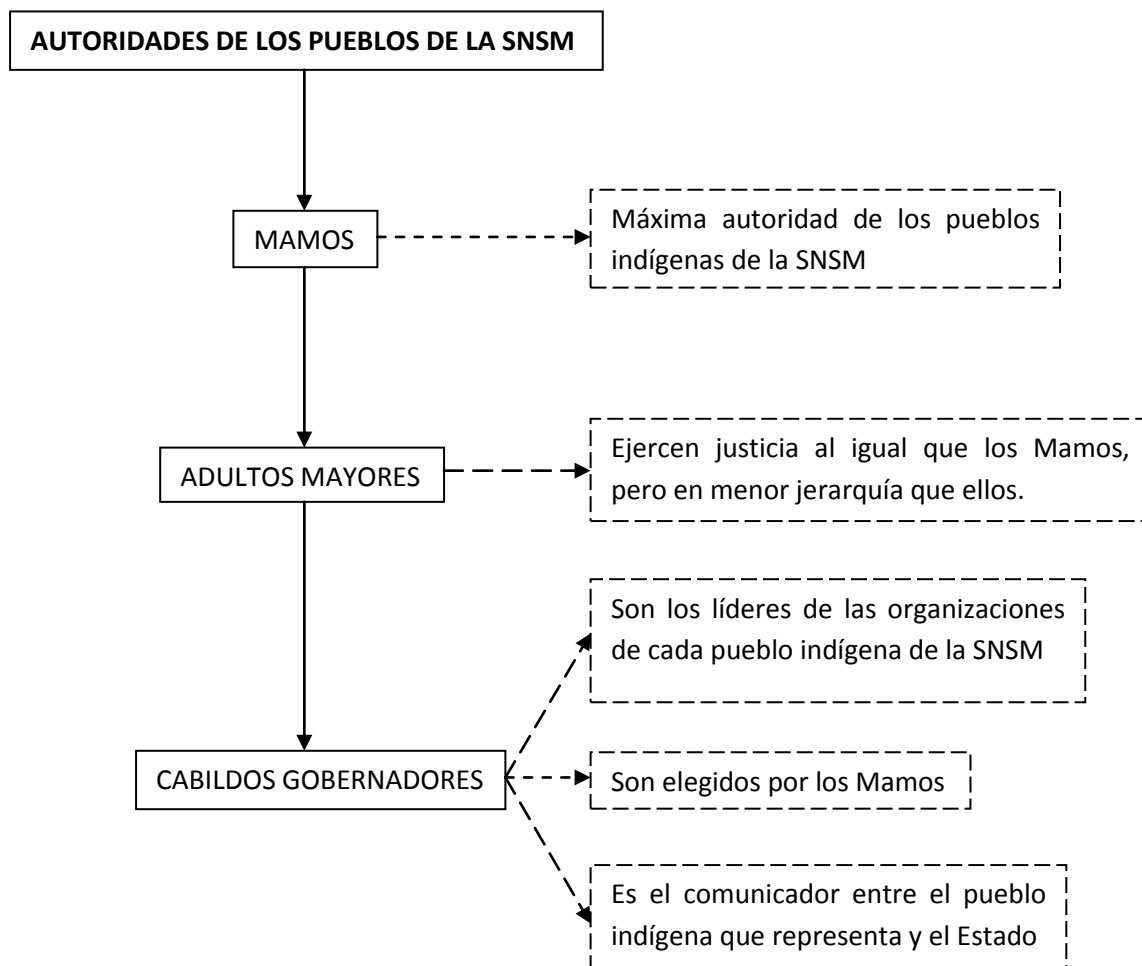 AUTORIDADES DE LOS PUEBLOS DE LA SNSM
MAMOS
Máxima autoridad de los pueblos
indígenas de la SNSM
ADULTOS MAYORES
Ejercen justicia al igual que los Mamos,
pero en menor jerarquía que ellos.
Son los líderes de las organizaciones
de cada pueblo indígena de la SNSM
CABILDOS GOBERNADORES
Son elegidos por los Mamos
Es el comunicador entre el pueblo
indígena que representa y el Estado